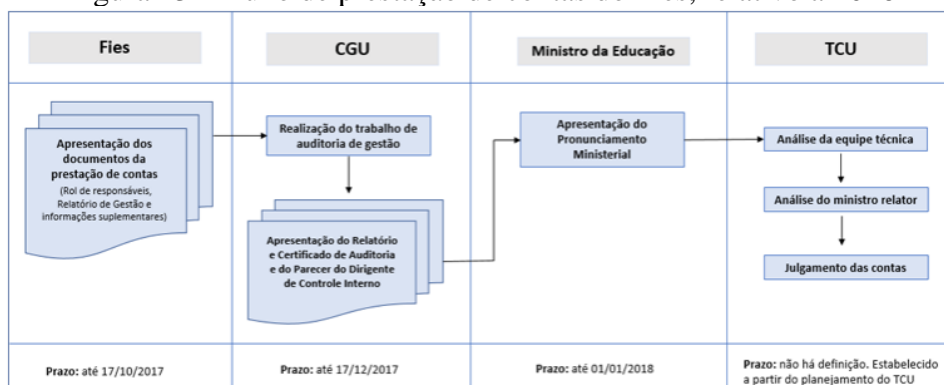 Fies
CGU
Ministro da Educação
TCU
Apresentação dos
documentos da
prestação de contas
(Rol de responsáveis,
Relatório de Gestão e
informações suplementares)
Realização do trabalho de
auditoria de gestão
Apresentação do Relatório
e Certificado de Auditoria
e do Parecer do Dirigente
de Controle Interno
Apresentação do
Pronunciamento
Ministerial
Análise da equipe técnica
Análise do ministro relator
Julgamento das contas
Prazo: até 17/10/2017
Prazo: até 17/12/2017
Prazo: até 01/01/2018
Prazo: não há definição. Estabelecido
a partir do planejamento do TCU